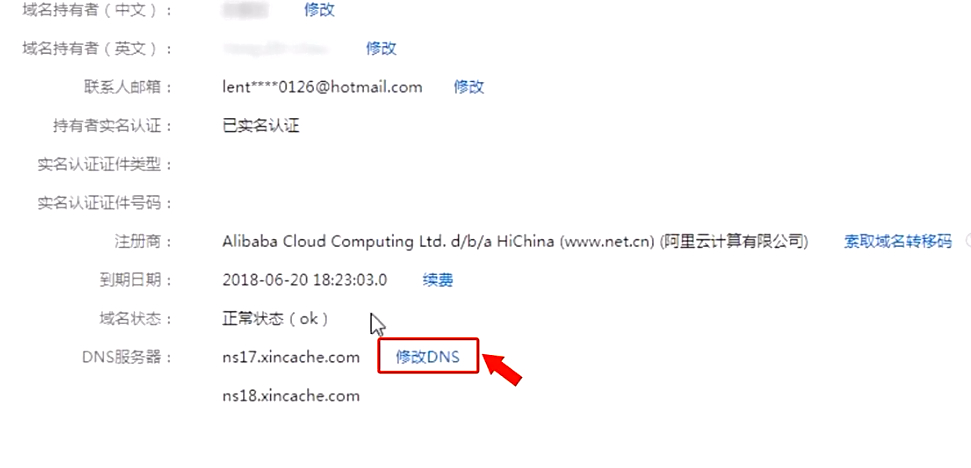 域名持有者（中文）： 修改
域名持有者（英文）： 修改
联系人邮箱： lent****0126@hotmail.com 修改
持有者实名认证： 已实名认证
实名认证证件类型：
实名认证证件号码：
注册商： Alibaba Cloud Computing Ltd. d/b/a HiChina (www.net.cn) (阿里云计算有限公司) 索取域名转移码
到期日期： 2018-06-20 18:23:03.0 续费
域名状态： 正常状态（ok）
DNS服务器： ns17.xincache.com 修改DNS
ns18.xincache.com